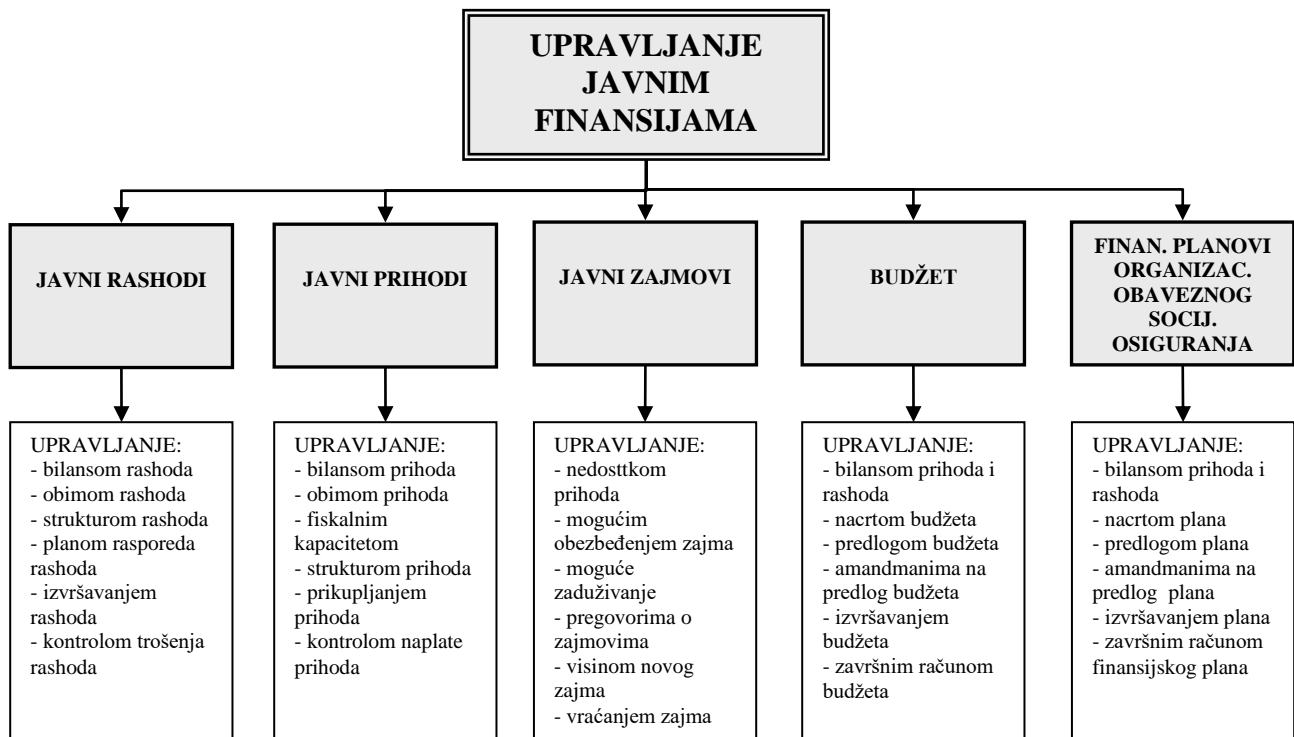 UPRAVLJANJE
JAVNIM
FINANSIJAMA
JAVNI RASHODI
JAVNI PRIHODI
JAVNI ZAJMOVI
BUDŽET
FINAN. PLANOVI
ORGANIZAC.
OBAVEZNOG
SOCIJ.
OSIGURANJA
UPRAVLJANJE:
- bilansom rashoda
- obimom rashoda
- strukturom rashoda
- planom rasporeda
rashoda
- izvršavanjem
rashoda
- kontrolom trošenja
rashoda
UPRAVLJANJE:
- bilansom prihoda
- obimom prihoda
- fiskalnim
kapacitetom
- strukturom prihoda
- prikupljanjem
prihoda
- kontrolom naplate
prihoda
UPRAVLJANJE:
- nedosttkom
prihoda
- mogućim
obezbeđenjem zajma
- moguće
zaduživanje
- pregovorima o
zajmovima
- visinom novog
zajma
- vraćanjem zajma
UPRAVLJANJE:
- bilansom prihoda i
rashoda
- nacrtom budžeta
- predlogom budžeta
- amandmanima na
predlog budžeta
- izvršavanjem
budžeta
- završnim računom
budžeta
UPRAVLJANJE:
- bilansom prihoda i
rashoda
- nacrtom plana
- predlogom plana
- amandmanima na
predlog  plana
- izvršavanjem plana
- završnim računom
finansijskog plana